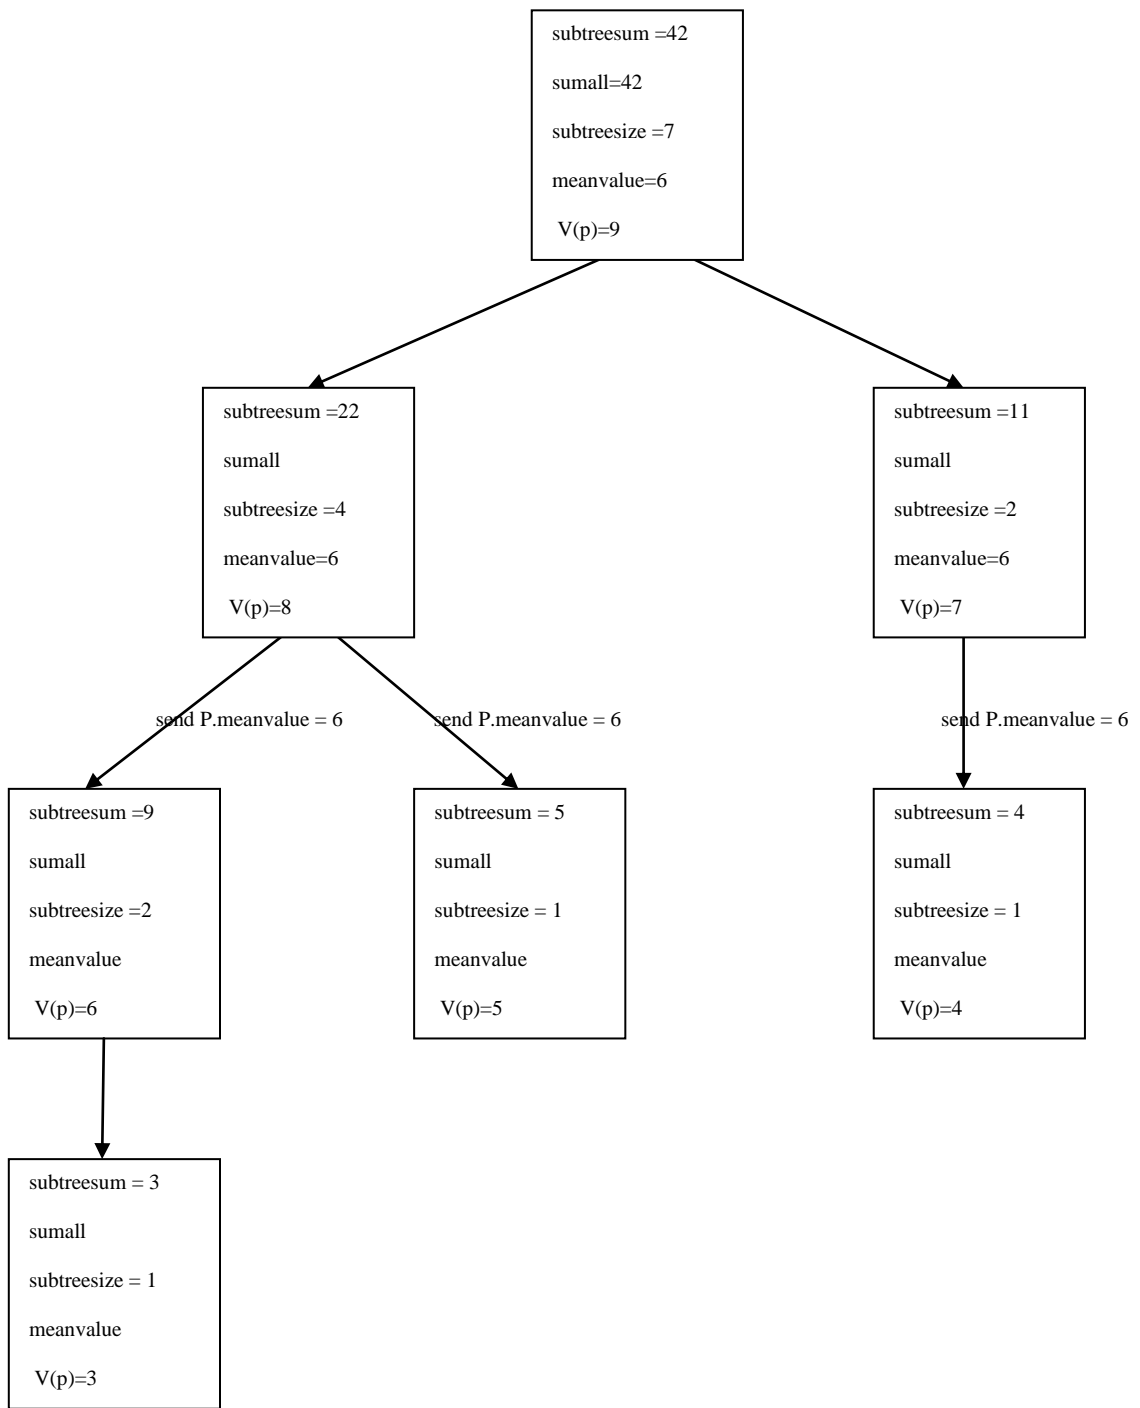 subtreesum =42
sumall=42
subtreesize =7
meanvalue=6
V(p)=9
subtreesum =22
sumall
subtreesize =4
meanvalue=6
V(p)=8
subtreesum =11
sumall
subtreesize =2
meanvalue=6
V(p)=7
send P.meanvalue = 6
send P.meanvalue = 6
send P.meanvalue = 6
subtreesum =9
sumall
subtreesize =2
meanvalue
V(p)=6
subtreesum = 5
sumall
subtreesize = 1
meanvalue
V(p)=5
subtreesum = 4
sumall
subtreesize = 1
meanvalue
V(p)=4
subtreesum = 3
sumall
subtreesize = 1
meanvalue
V(p)=3